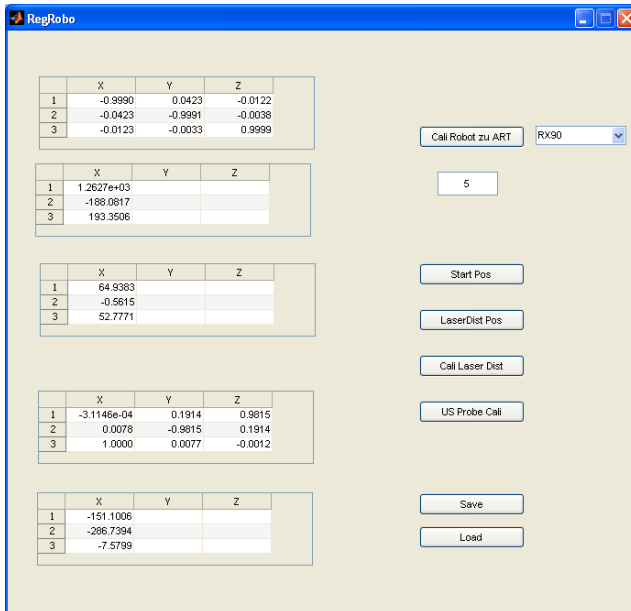 RegRobo
X Y Z
1 -0.9990 0.0423 -0.0122
2 -0.0423 -0.9991 -0.0038
3 -0.0123 -0.0033 0.9999
Cali Robot zu ART RX90
X Y Z
1 1.2627e+03
2 -188.0817
3 193.3506
5
X Y Z
1 64.9383
2 -0.5615
3 52.7771
Start Pos
LaserDist Pos
Cali Laser Dist
X Y Z
1 -3.1146e-04 0.1914 0.9815
2 0.0078 -0.9815 0.1914
3 1.0000 0.0077 -0.0012
US Probe Cali
X Y Z
1 -151.1006
2 -286.7394
3 -7.5799
Save
Load